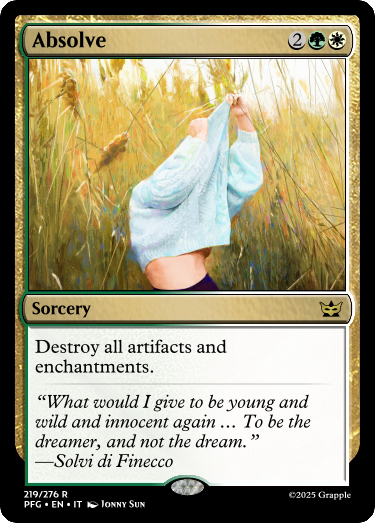 Absolve 2
Sorcery
Destroy all artifacts and
enchantments.
“What would I give to be young and
wild and innocent again … To be the
dreamer, and not the dream.”
—Solvi di Finecco
219/276 R
PFG • EN • IT Jonny Sun
©2025 Grapple